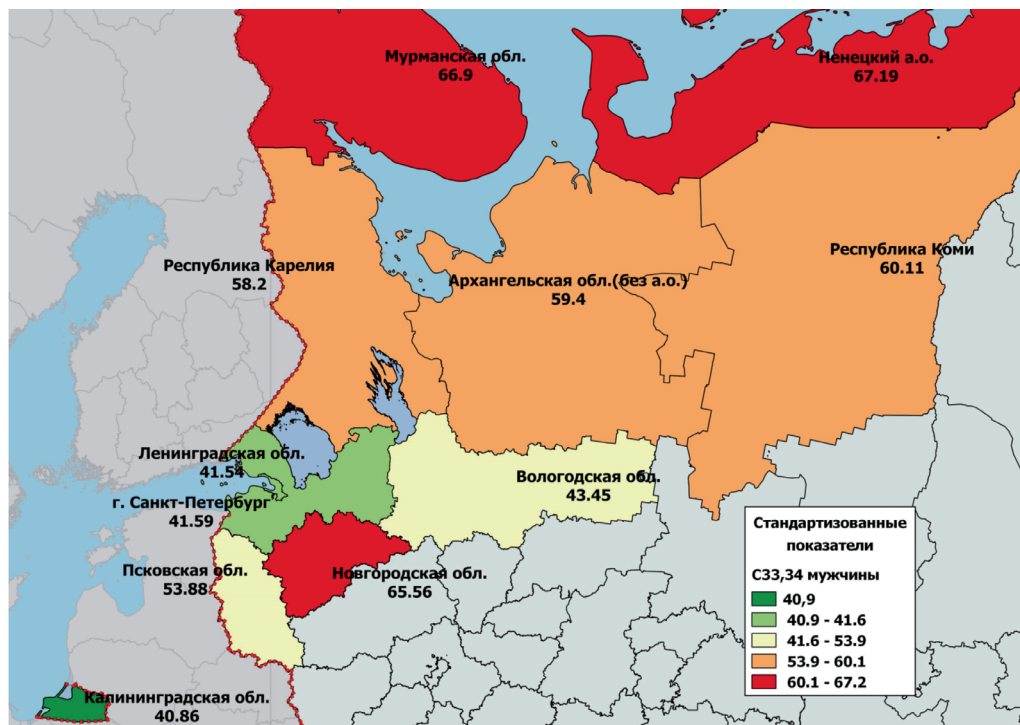 Мурманская обл.
66.9
Ненецкий а.о.
67.19
Республика Карелия
58.2
Архангельская обл.(без а.о.)
59.4
Республика Коми
60.11
Ленинградская обл.
41.54
г. Санкт-Петербург
41.59
Вологодская обл.
43.45
Псковская обл.
53.88
Новгородская обл.
65.56
Калининградская обл.
40.86
Стандартизованные
показатели
С33,34 мужчины
40,9
40.9 - 41.6
41.6 - 53.9
53.9 - 60.1
60.1 - 67.2